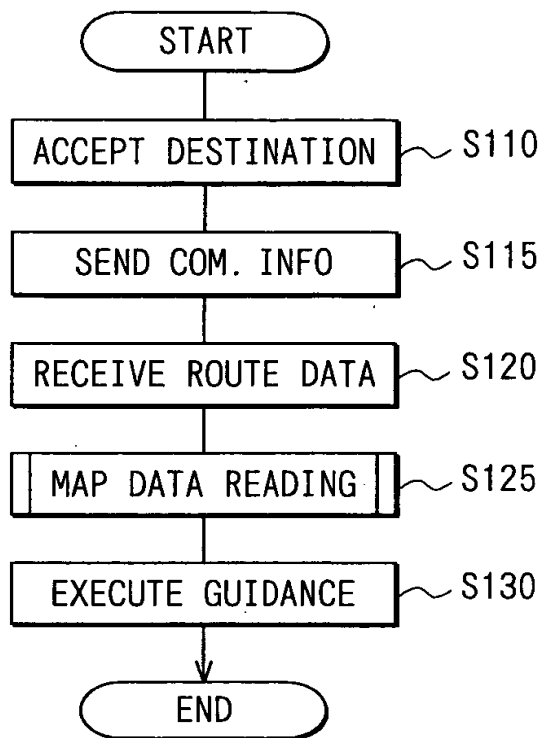 START
ACCEPT DESTINATION S110
SEND COM. INFO S115
RECEIVE ROUTE DATA S120
MAP DATA READING S125
EXECUTE GUIDANCE S130
END